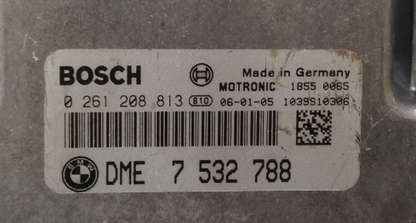 BOSCH Made in Germany
MOTRONIC 1855 0065
0 261 208 813 B10 06-01-05 1039S10306
DME 7 532 788